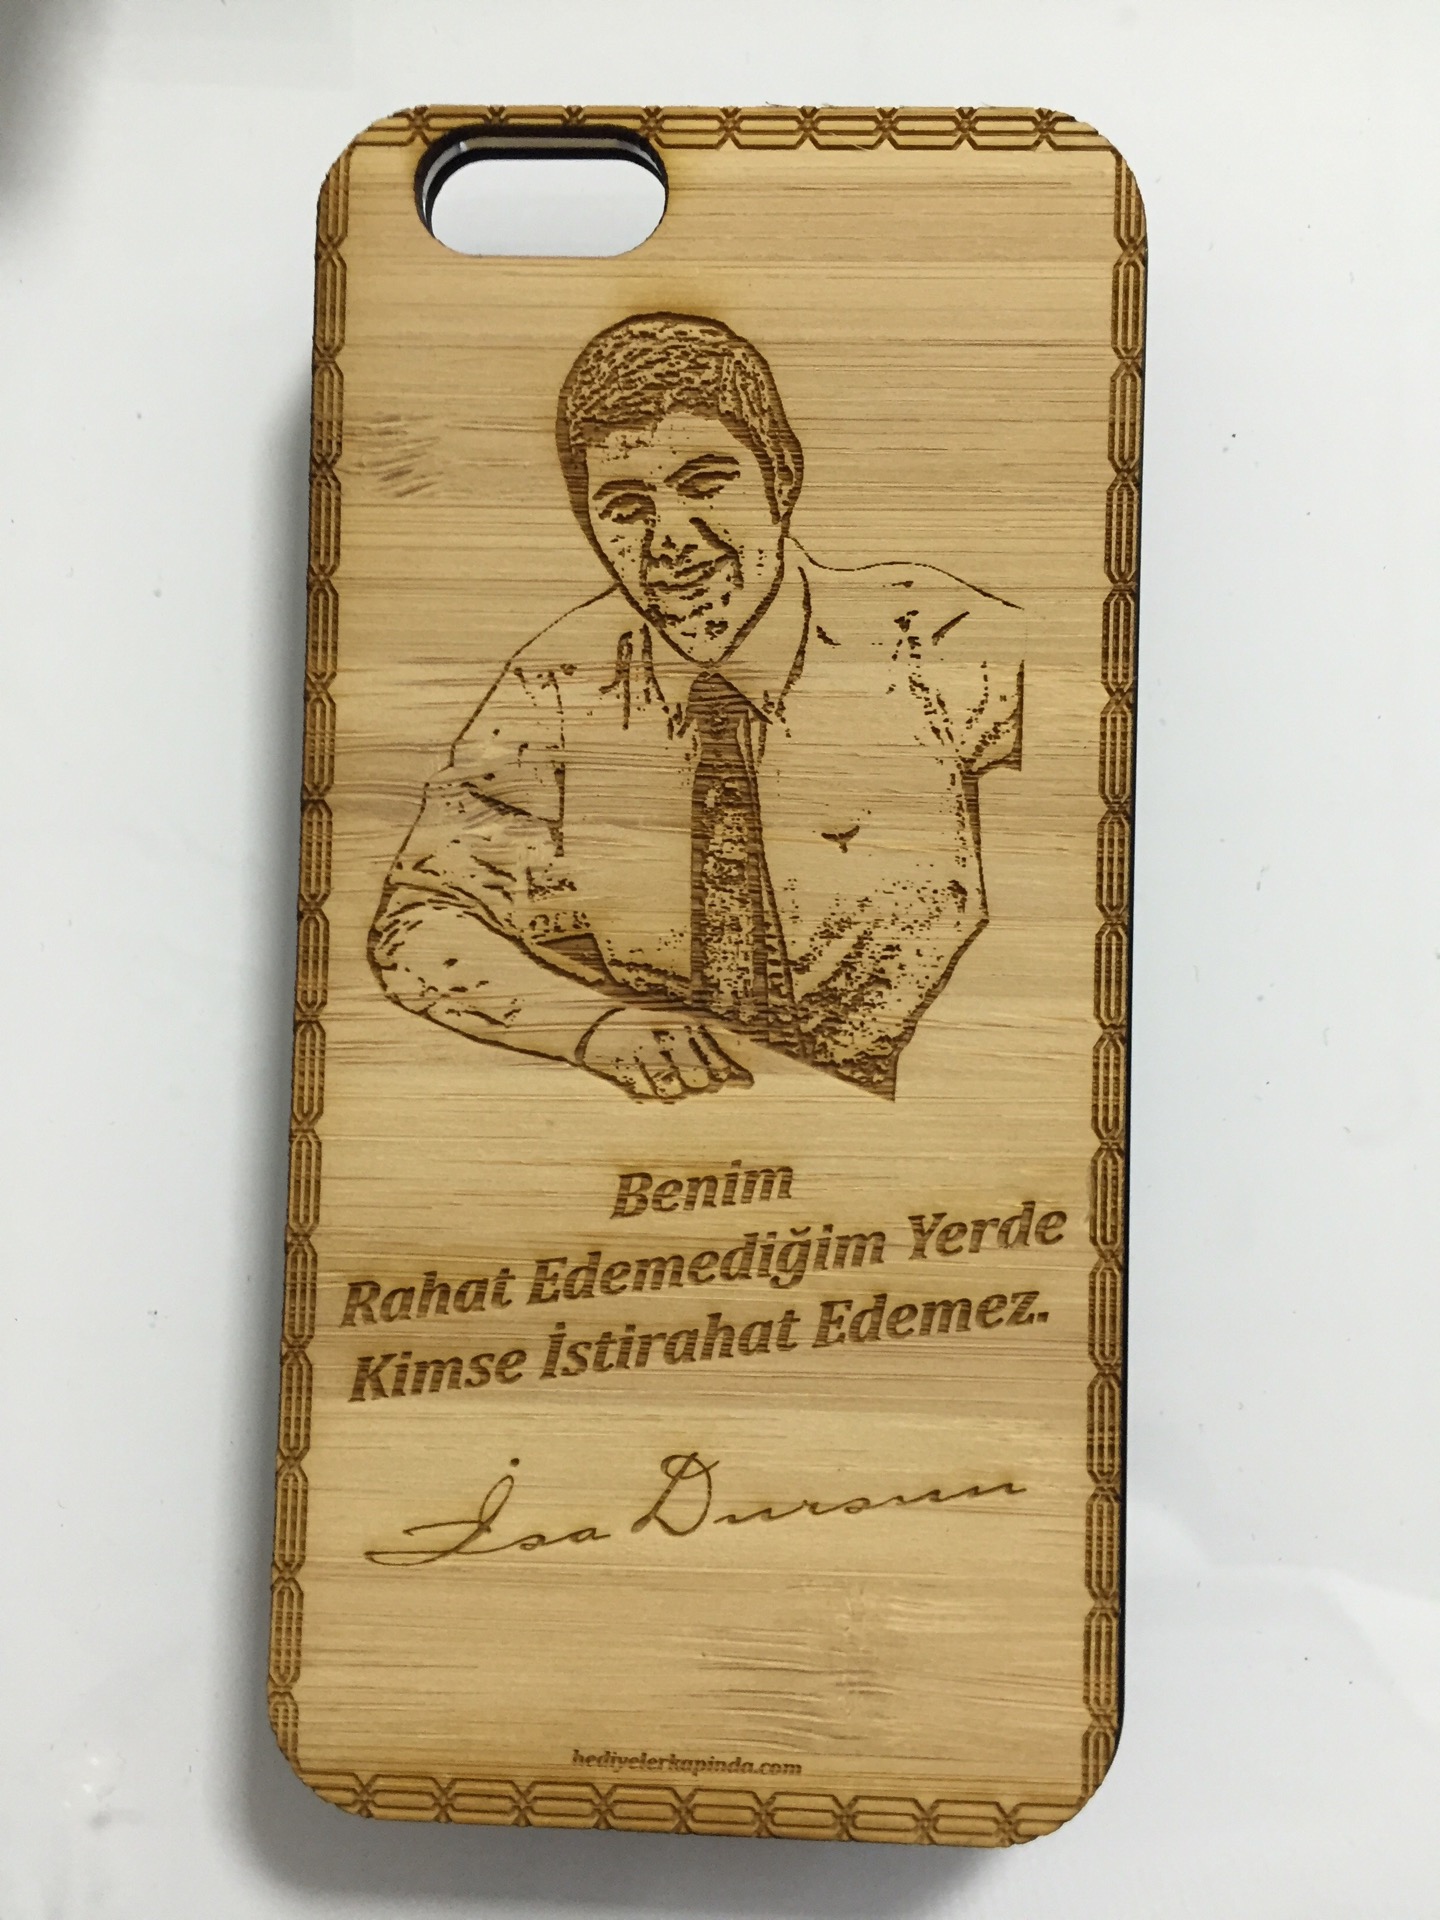 Benim
Rahat Edemediğim Yerde
Kimse İstirahat Edemez.
İsa Dursun
hediyelerkapinda.com